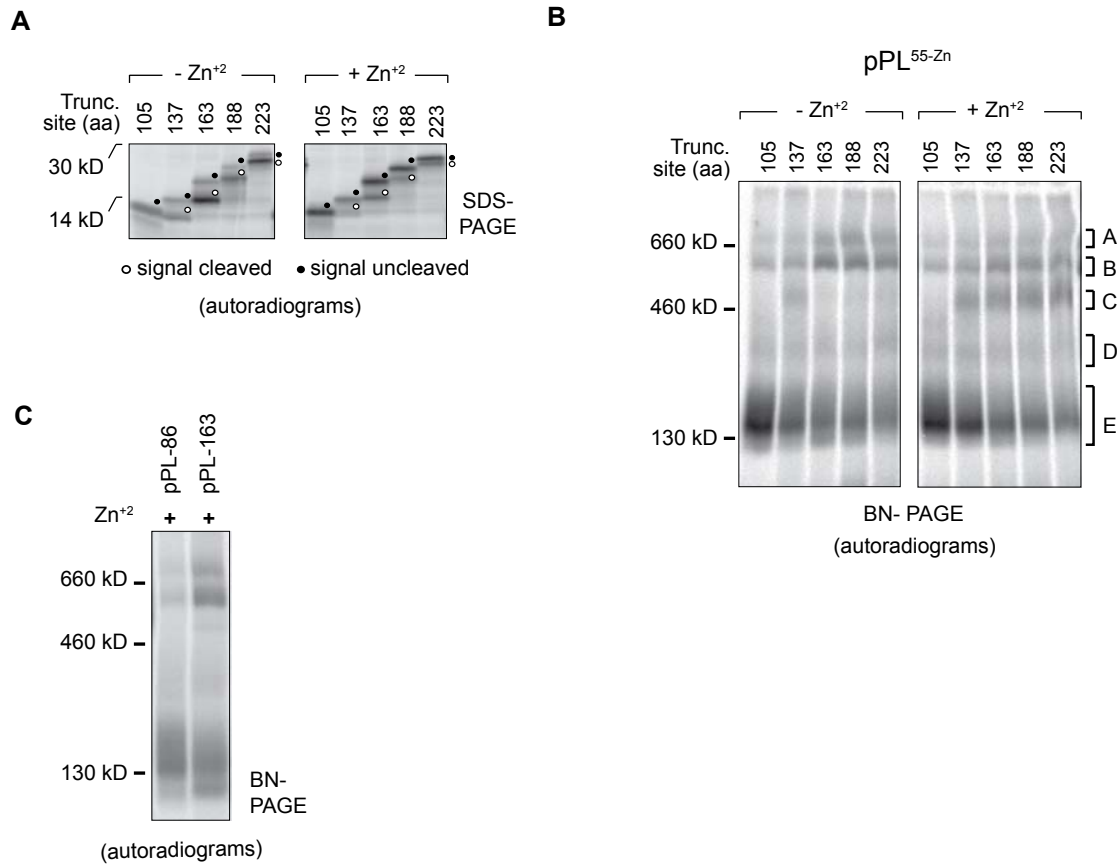 A
- Zn+2
+ Zn+2
Trunc.
site (aa)
105 137 163 188 223
105 137 163 188 223
30 kD
14 kD
SDS-
PAGE
○ signal cleaved ● signal uncleaved
(autoradiograms)
B
pPL55-Zn
- Zn+2
+ Zn+2
Trunc.
site (aa)
105 137 163 188 223
105 137 163 188 223
660 kD
460 kD
130 kD
A
B
C
D
E
BN- PAGE
(autoradiograms)
C
pPL-86
pPL-163
Zn+2 + +
660 kD
460 kD
130 kD
BN-
PAGE
(autoradiograms)